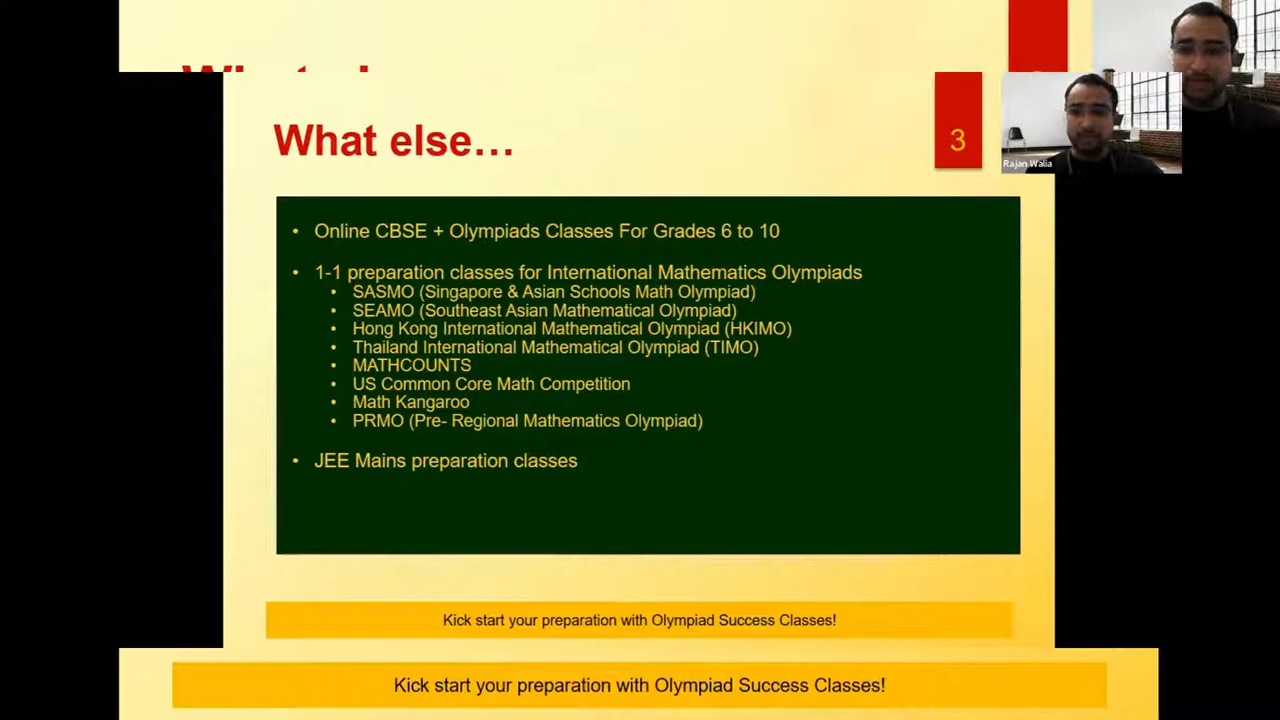 What else…
3
Rajan Walia
• Online CBSE + Olympiads Classes For Grades 6 to 10
• 1-1 preparation classes for International Mathematics Olympiads
• SASMO (Singapore & Asian Schools Math Olympiad)
• SEAMO (Southeast Asian Mathematical Olympiad)
• Hong Kong International Mathematical Olympiad (HKIMO)
• Thailand International Mathematical Olympiad (TIMO)
• MATHCOUNTS
• US Common Core Math Competition
• Math Kangaroo
• PRMO (Pre- Regional Mathematics Olympiad)
• JEE Mains preparation classes
Kick start your preparation with Olympiad Success Classes!
Kick start your preparation with Olympiad Success Classes!